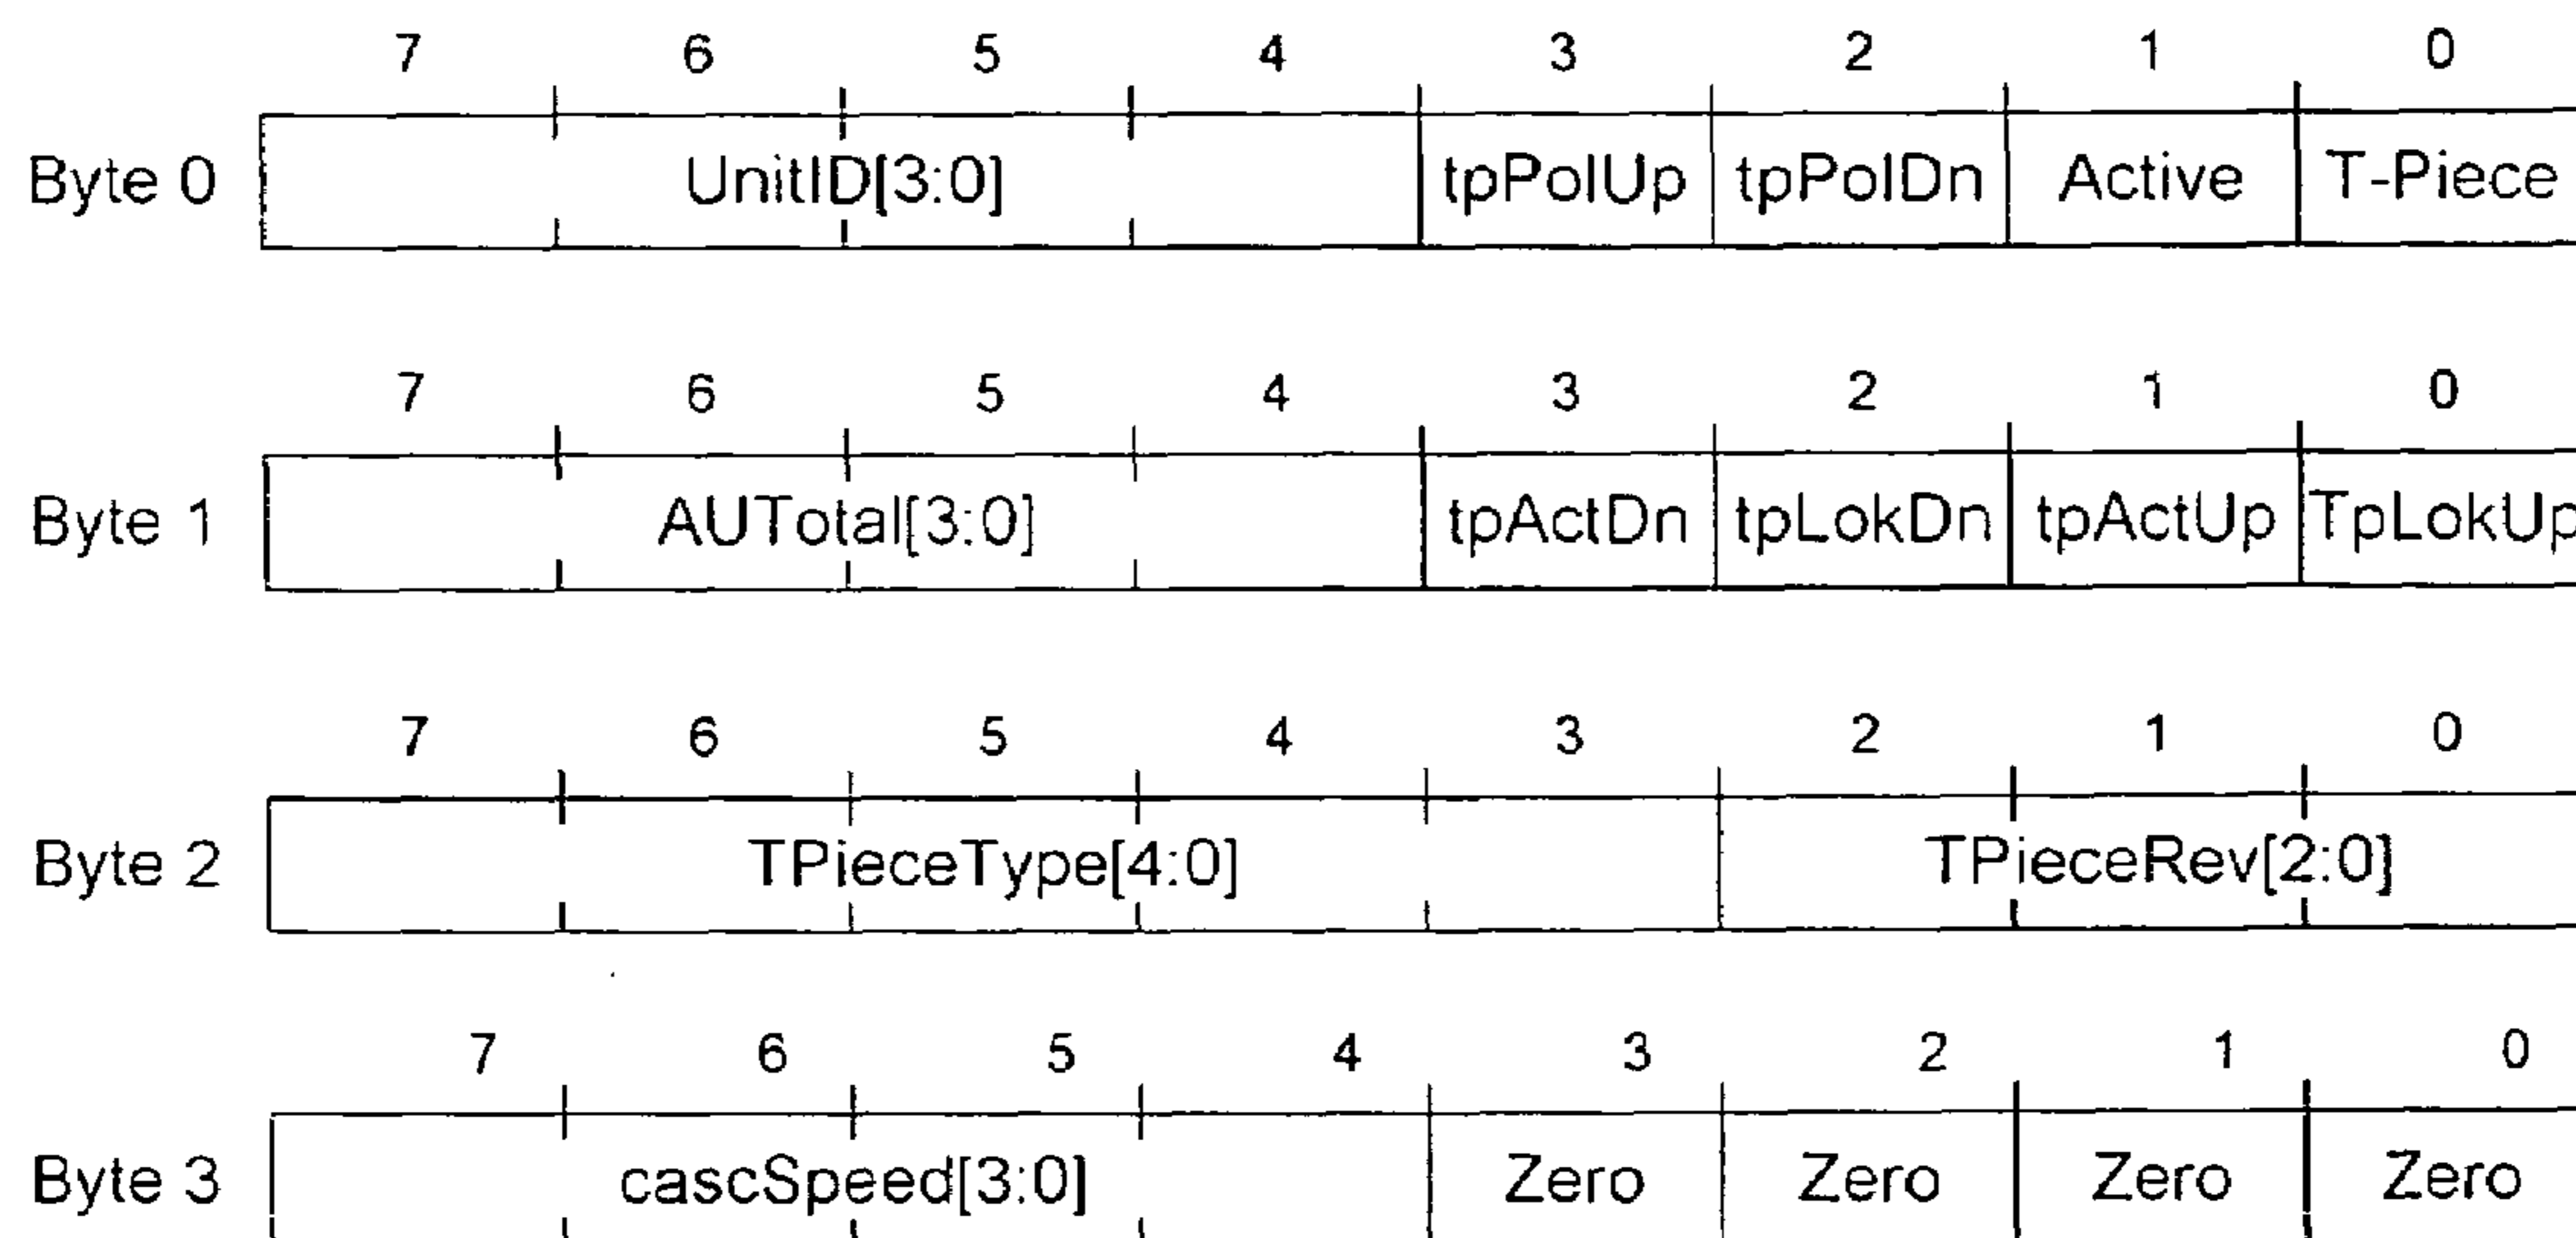 7 6 5 4 3 2 1 0
Byte 0 UnitID[3:0] tpPolUp tpPolDn Active T-Piece
7 6 5 4 3 2 1 0
Byte 1 AUTotal[3:0] tpActDn tpLokDn tpActUp TpLokUp
7 6 5 4 3 2 1 0
Byte 2 TPieceType[4:0] TPieceRev[2:0]
7 6 5 4 3 2 1 0
Byte 3 cascSpeed[3:0] Zero Zero Zero Zero